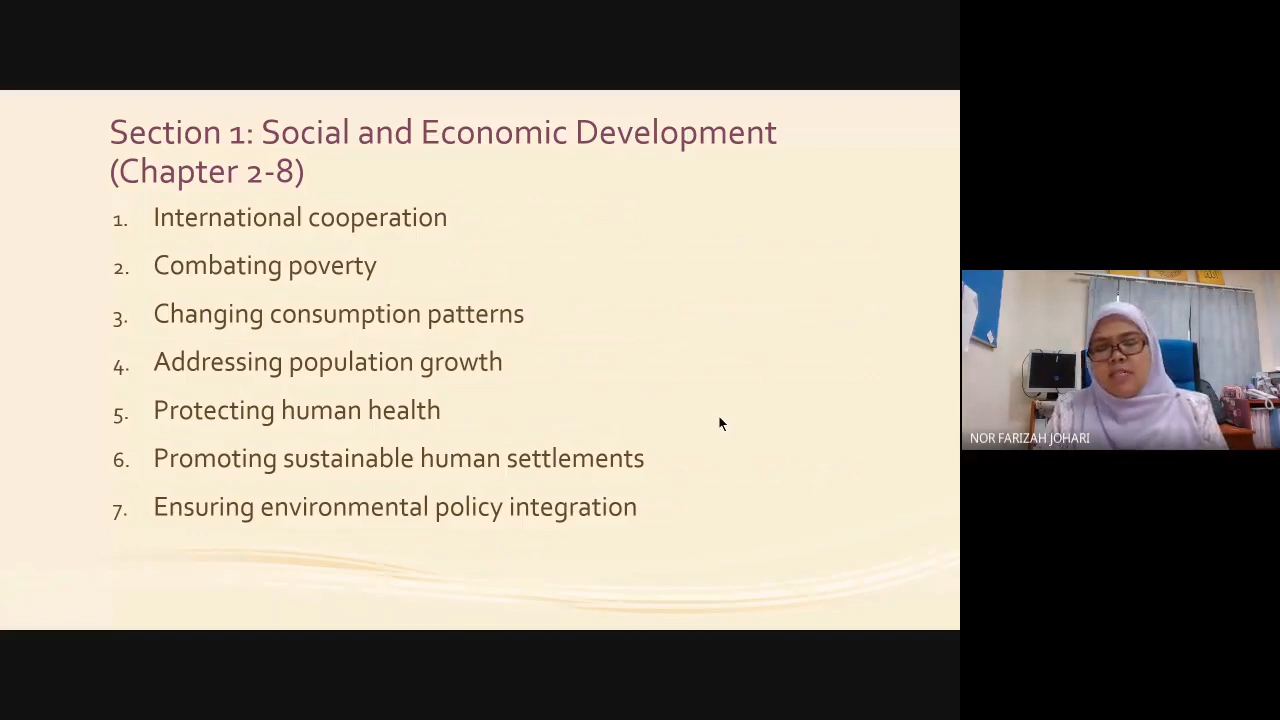 Section 1: Social and Economic Development
(Chapter 2-8)
1. International cooperation
2. Combating poverty
3. Changing consumption patterns
4. Addressing population growth
5. Protecting human health
6. Promoting sustainable human settlements
7. Ensuring environmental policy integration
NOR FARIZAH JOHARI